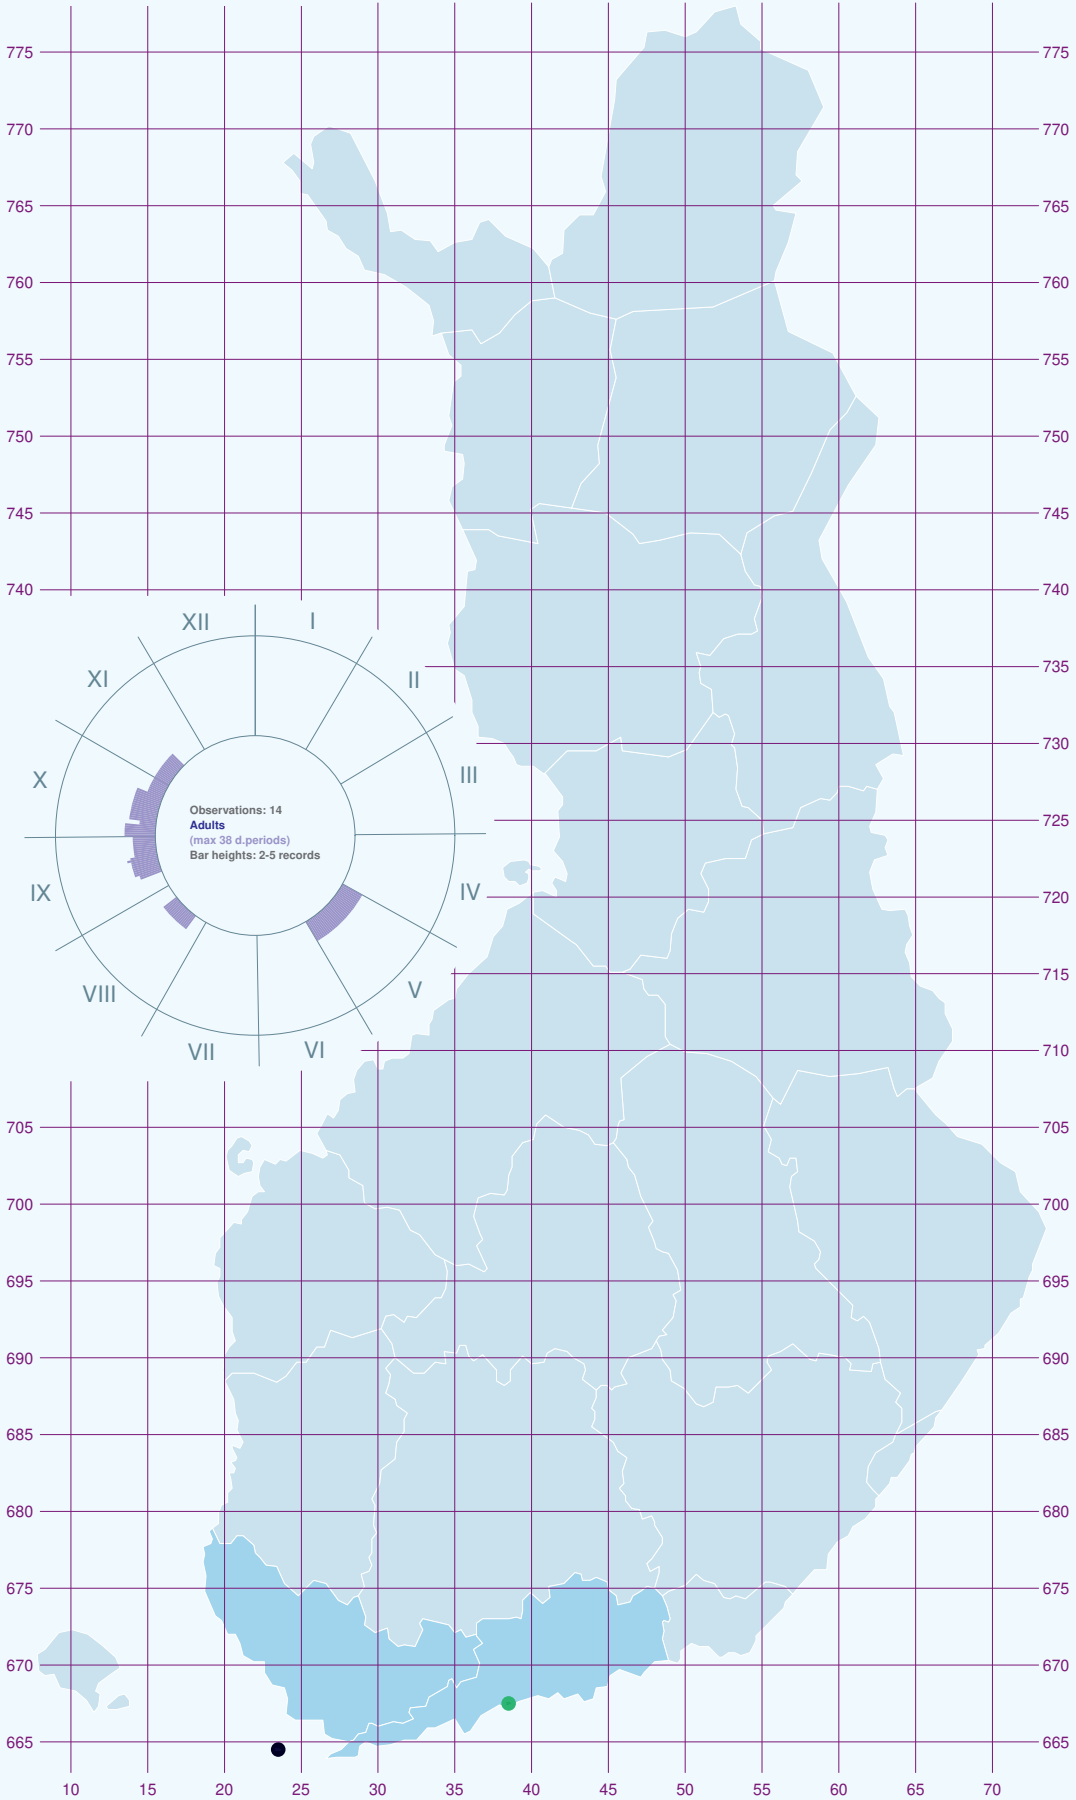 775 775
770 770
765 765
760 760
755 755
750 750
745 745
740 740
XII I
735
XI II
730
X III
Observations: 14
725
Adults
(max 38 d.periods)
Bar heights: 2-5 records
IX IV
720
715
VIII V
VII VI
710
705 705
700 700
695 695
690 690
685 685
680 680
675 675
670 670
665 665
10 15 20 25 30 35 40 45 50 55 60 65 70